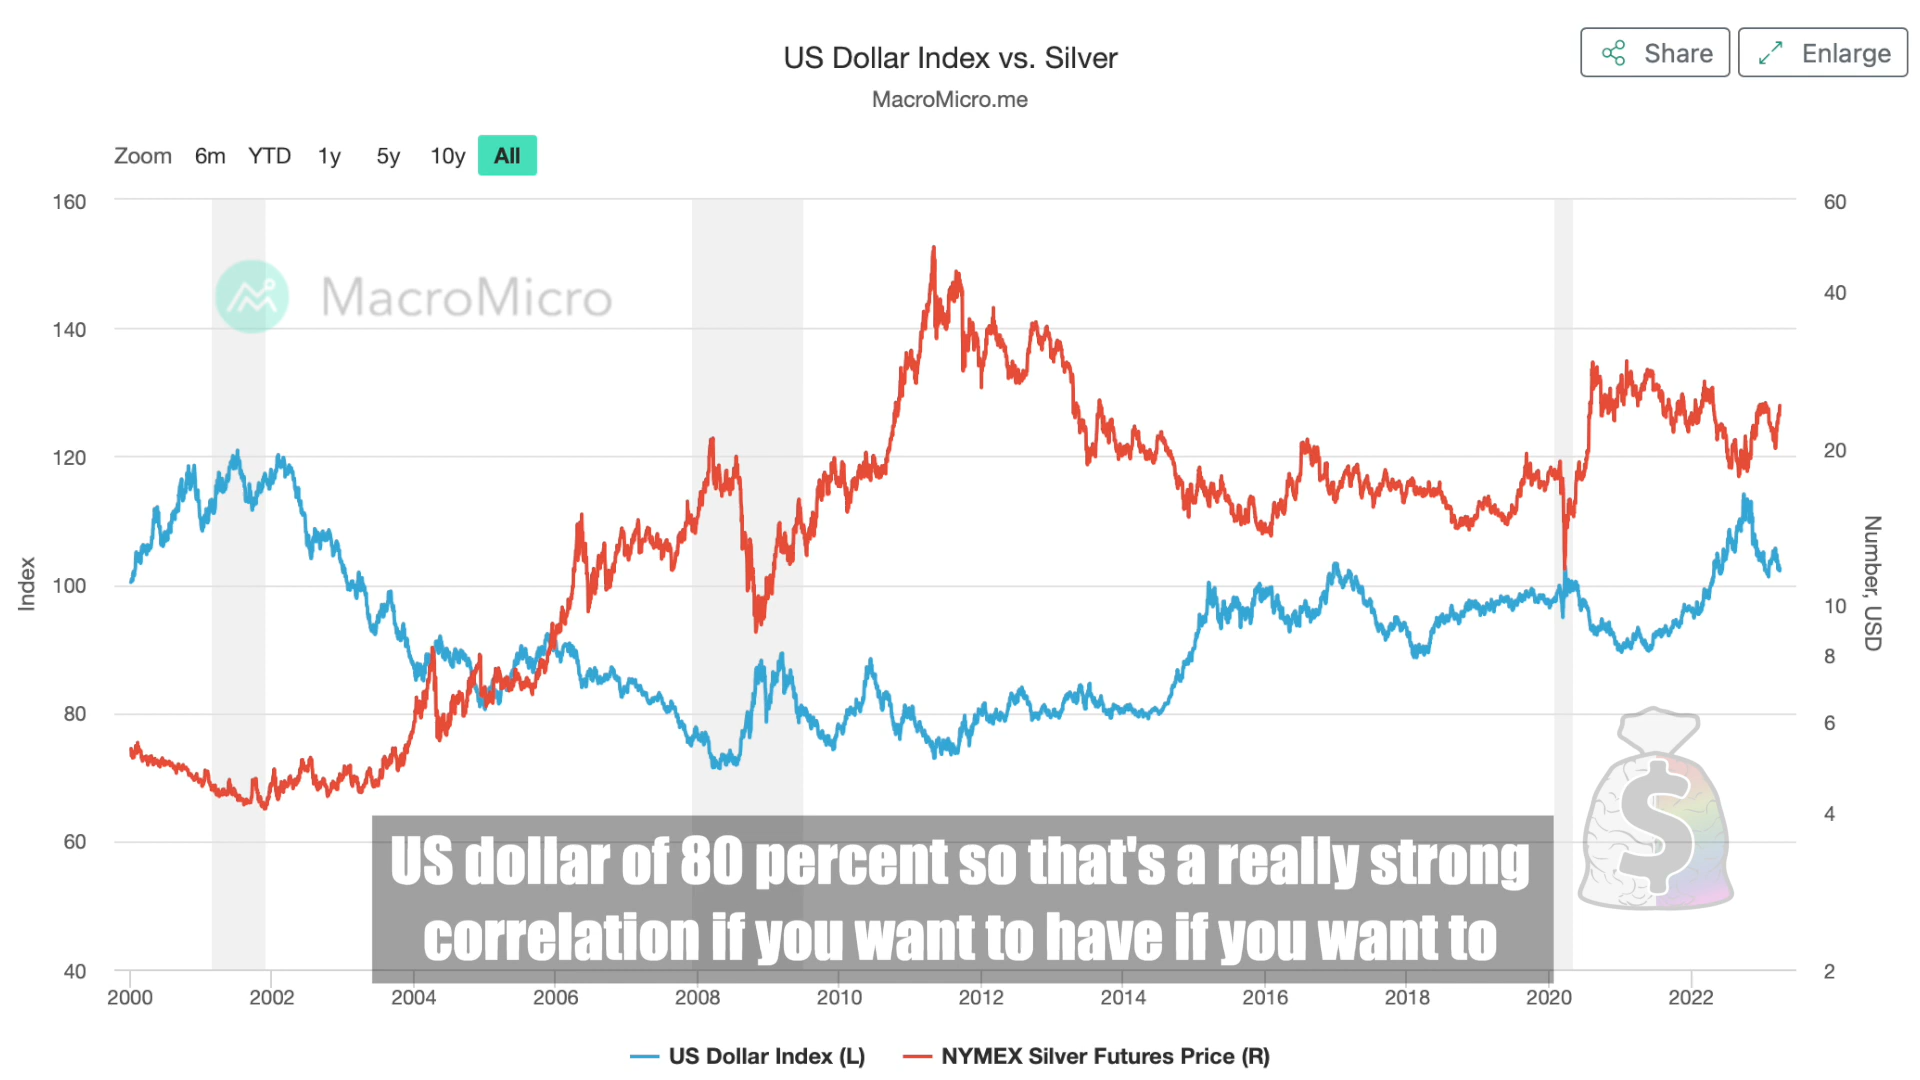 US Dollar Index vs. Silver
MacroMicro.me
Share
Enlarge
Zoom 6m YTD 1y 5y 10y All
160
140
120
100
80
60
40
Index
60
40
20
10
8
6
4
2
Number, USD
MacroMicro
$
US dollar of 80 percent so that's a really strong
correlation if you want to have if you want to
2000 2002 2004 2006 2008 2010 2012 2014 2016 2018 2020 2022
US Dollar Index (L) NYMEX Silver Futures Price (R)